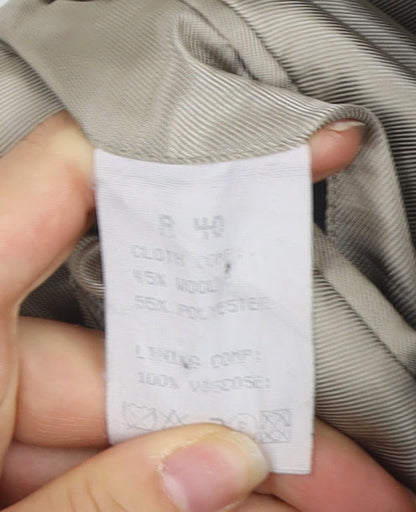 R 40
CLOTH COMP:
45% WOOL
55% POLYESTER
LINING COMP:
100% VISCOSE: